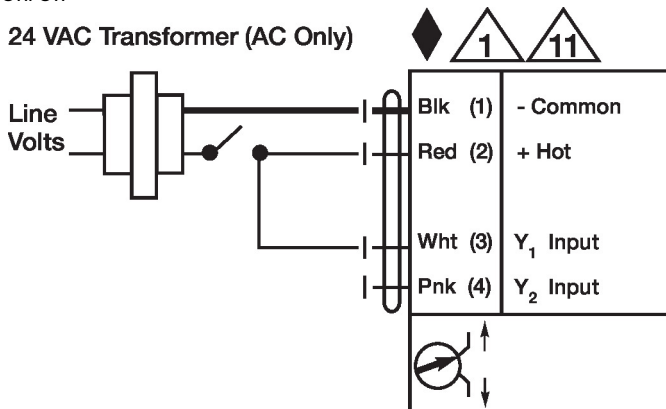 24 VAC Transformer (AC Only)
1
11
Line
Volts
Blk (1) - Common
Red (2) + Hot
Wht (3) Y1 Input
Pnk (4) Y2 Input